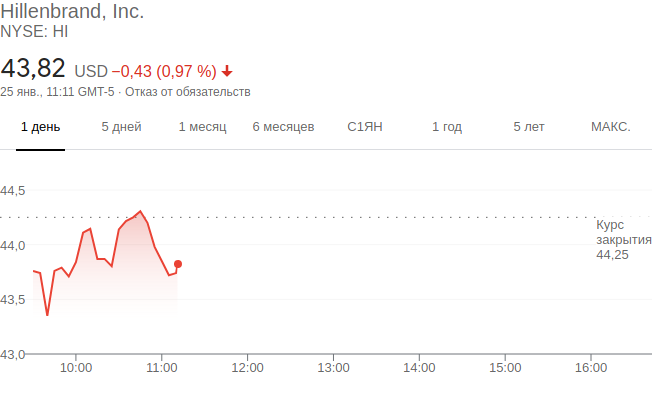 Hillenbrand, Inc.
NYSE: HI
43,82 USD −0,43 (0,97 %)
25 янв., 11:11 GMT-5 · Отказ от обязательств
1 день 5 дней 1 месяц 6 месяцев С1ЯН 1 год 5 лет МАКС.
44,5
Курс
закрытия
44,25
44,0
43,5
43,0
10:00 11:00 12:00 13:00 14:00 15:00 16:00